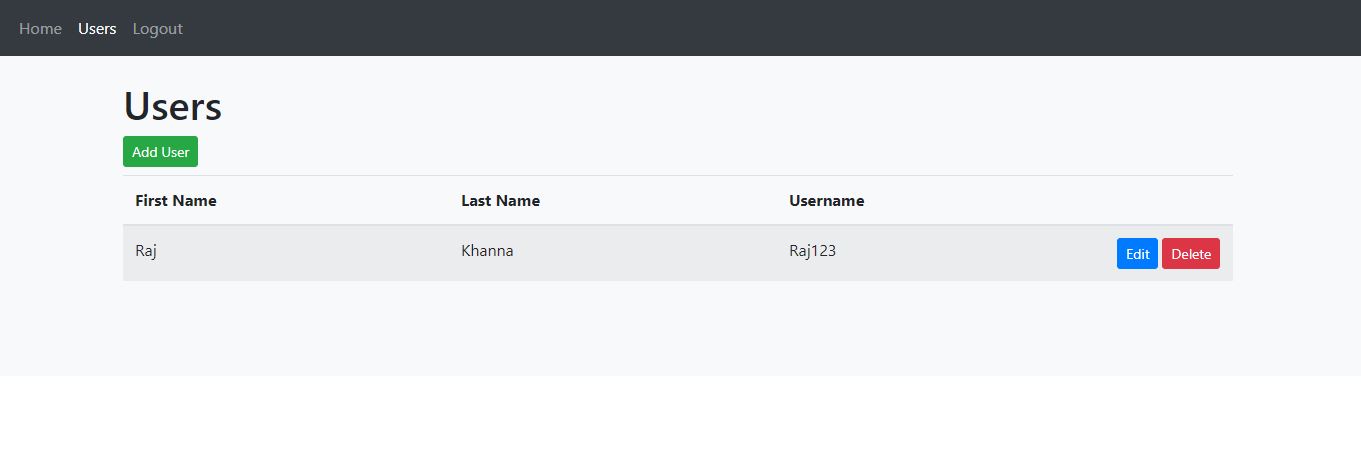 Home Users Logout
Users
Add User
First Name Last Name Username
Raj Khanna Raj123 Edit Delete